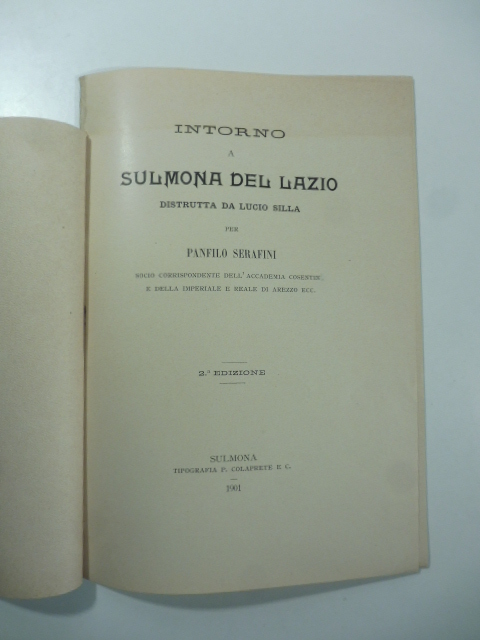 INTORNO
A
SULMONA DEL LAZIO
DISTRUTTA DA LUCIO SILLA
PER
PANFILO SERAFINI
SOCIO CORRISPONDENTE DELL'ACCADEMIA COSENTIN.
E DELLA IMPERIALE E REALE DI AREZZO ECC.
2.ª EDIZIONE
SULMONA
TIPOGRAFIA P. COLAPRETE E C.
1901